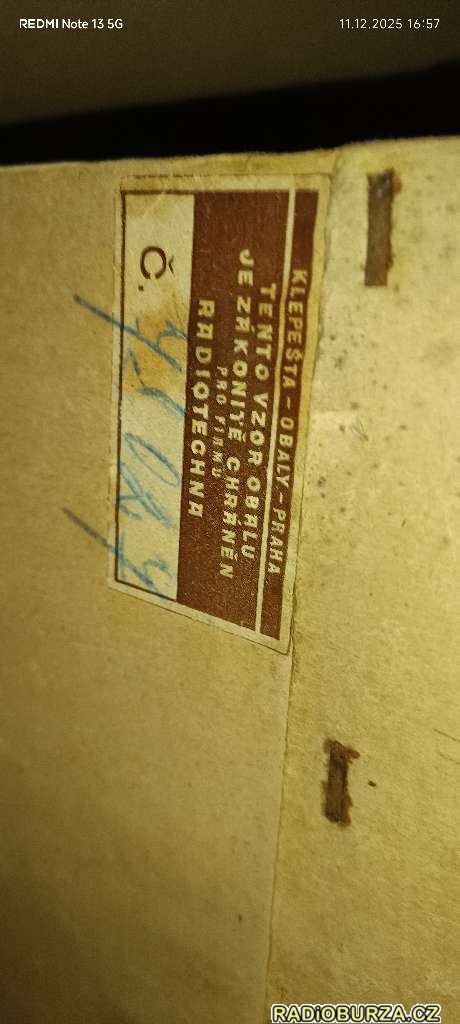 REDMI Note 13 5G
11.12.2025 16:57
KLEPEŠTA – OBALY – PRAHA
TENTO VZOR OBALU
JE ZÁKONITĚ CHRÁNĚN
PRO FIRMU
RADIOTECHNA
Č.
RADIOBURZA.CZ